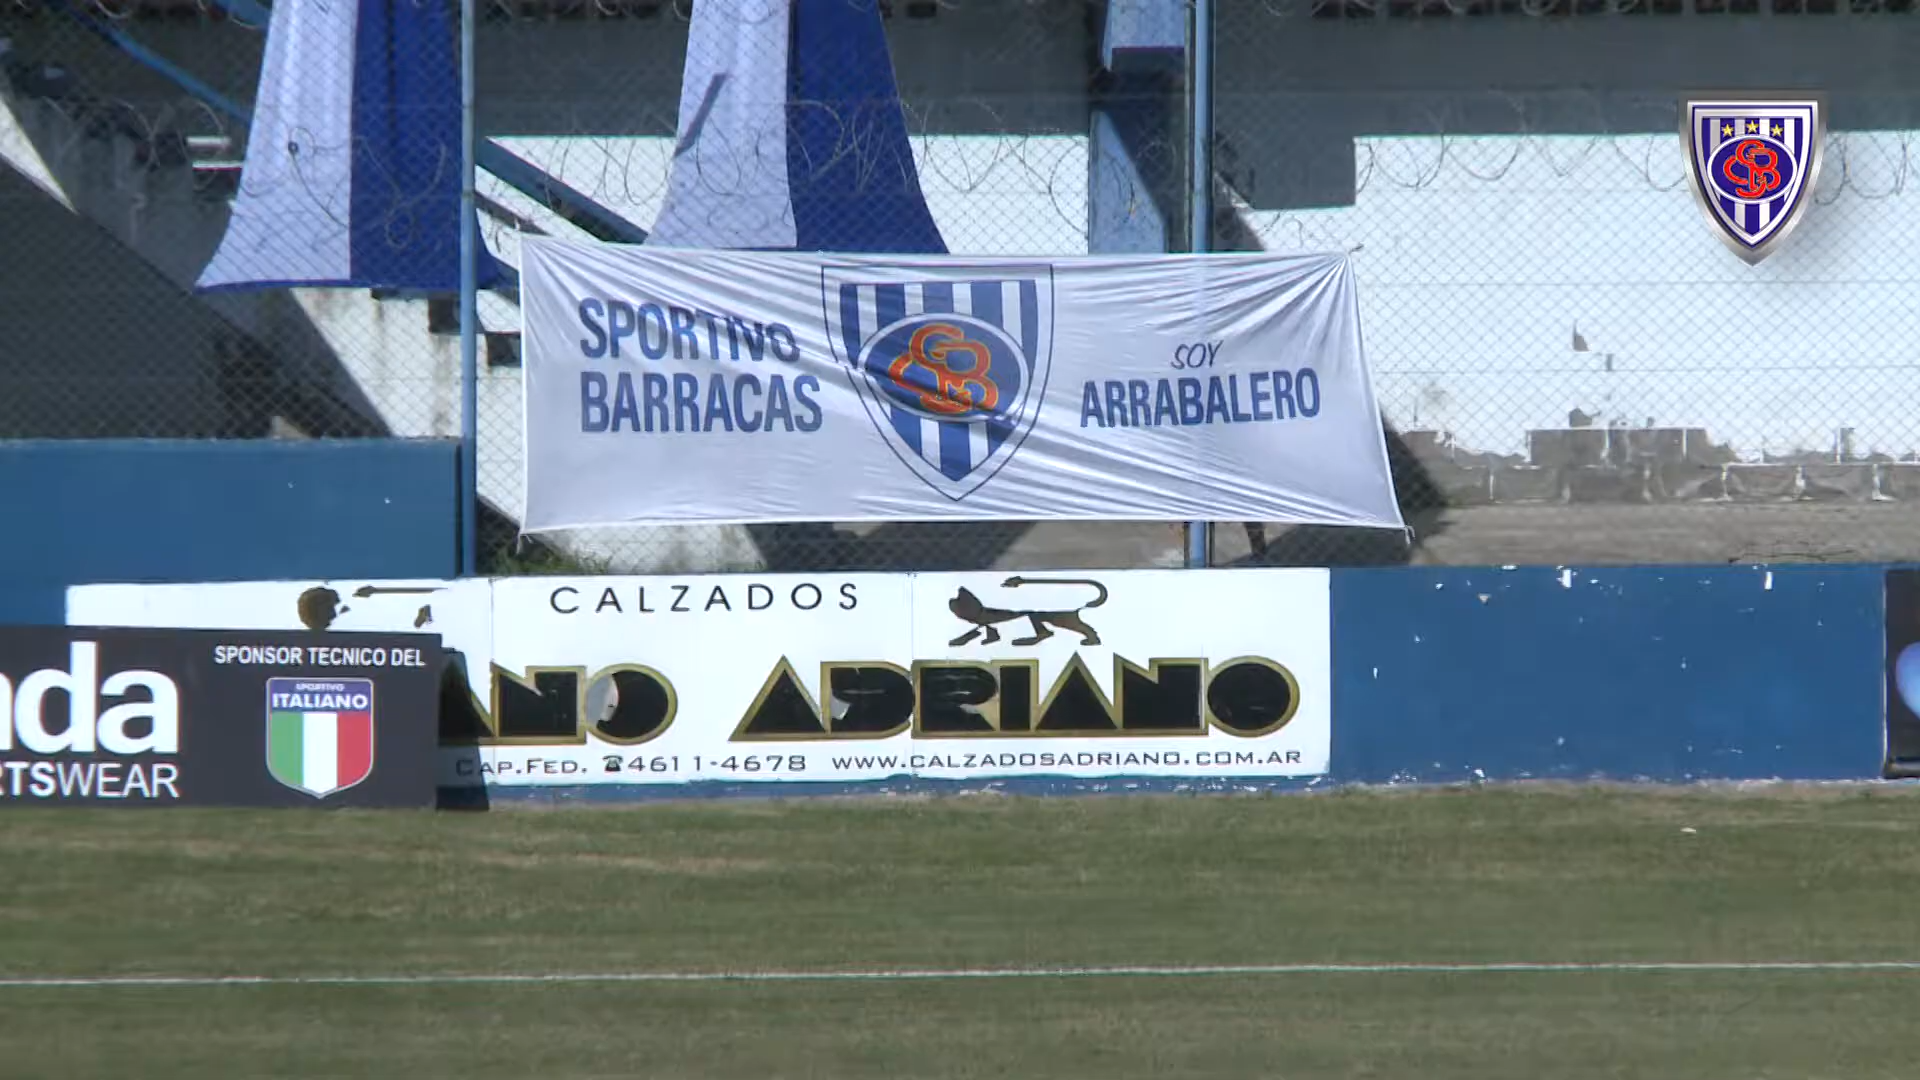 SPORTIVO
BARRACAS
SOY
ARRABALERO
CALZADOS
ADRIANO
CAP.FED. ☎4611-4678 WWW.CALZADOSADRIANO.COM.AR
SPONSOR TECNICO DEL
SPORTIVO
ITALIANO